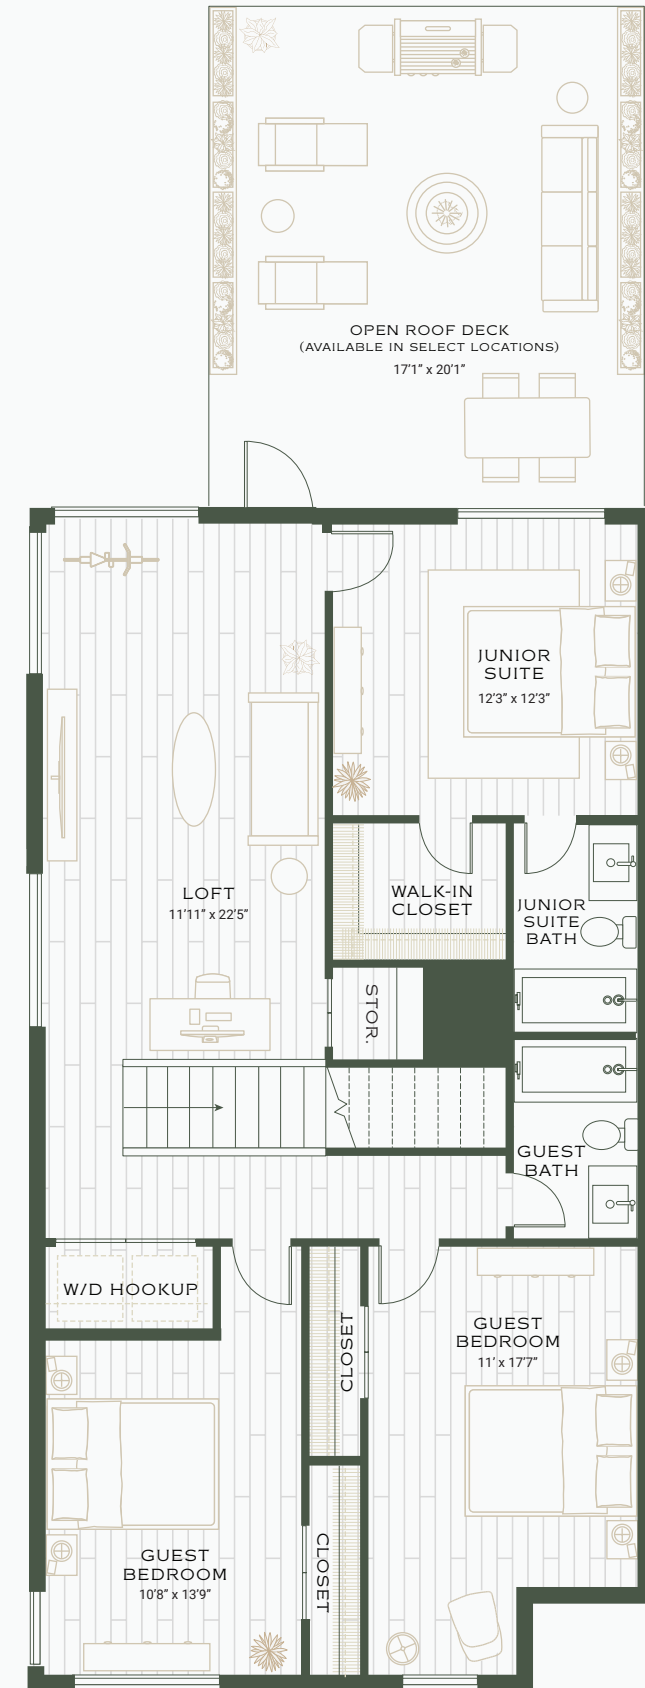 OPEN ROOF DECK
(AVAILABLE IN SELECT LOCATIONS)
17'1" x 20'1"
JUNIOR
SUITE
12'3" x 12'3"
LOFT
11'11" x 22'5"
WALK-IN
CLOSET
JUNIOR
SUITE
BATH
STOR.
GUEST
BATH
W/D HOOKUP
CLOSET
GUEST
BEDROOM
11' x 17'7"
GUEST
BEDROOM
10'8" x 13'9"
CLOSET